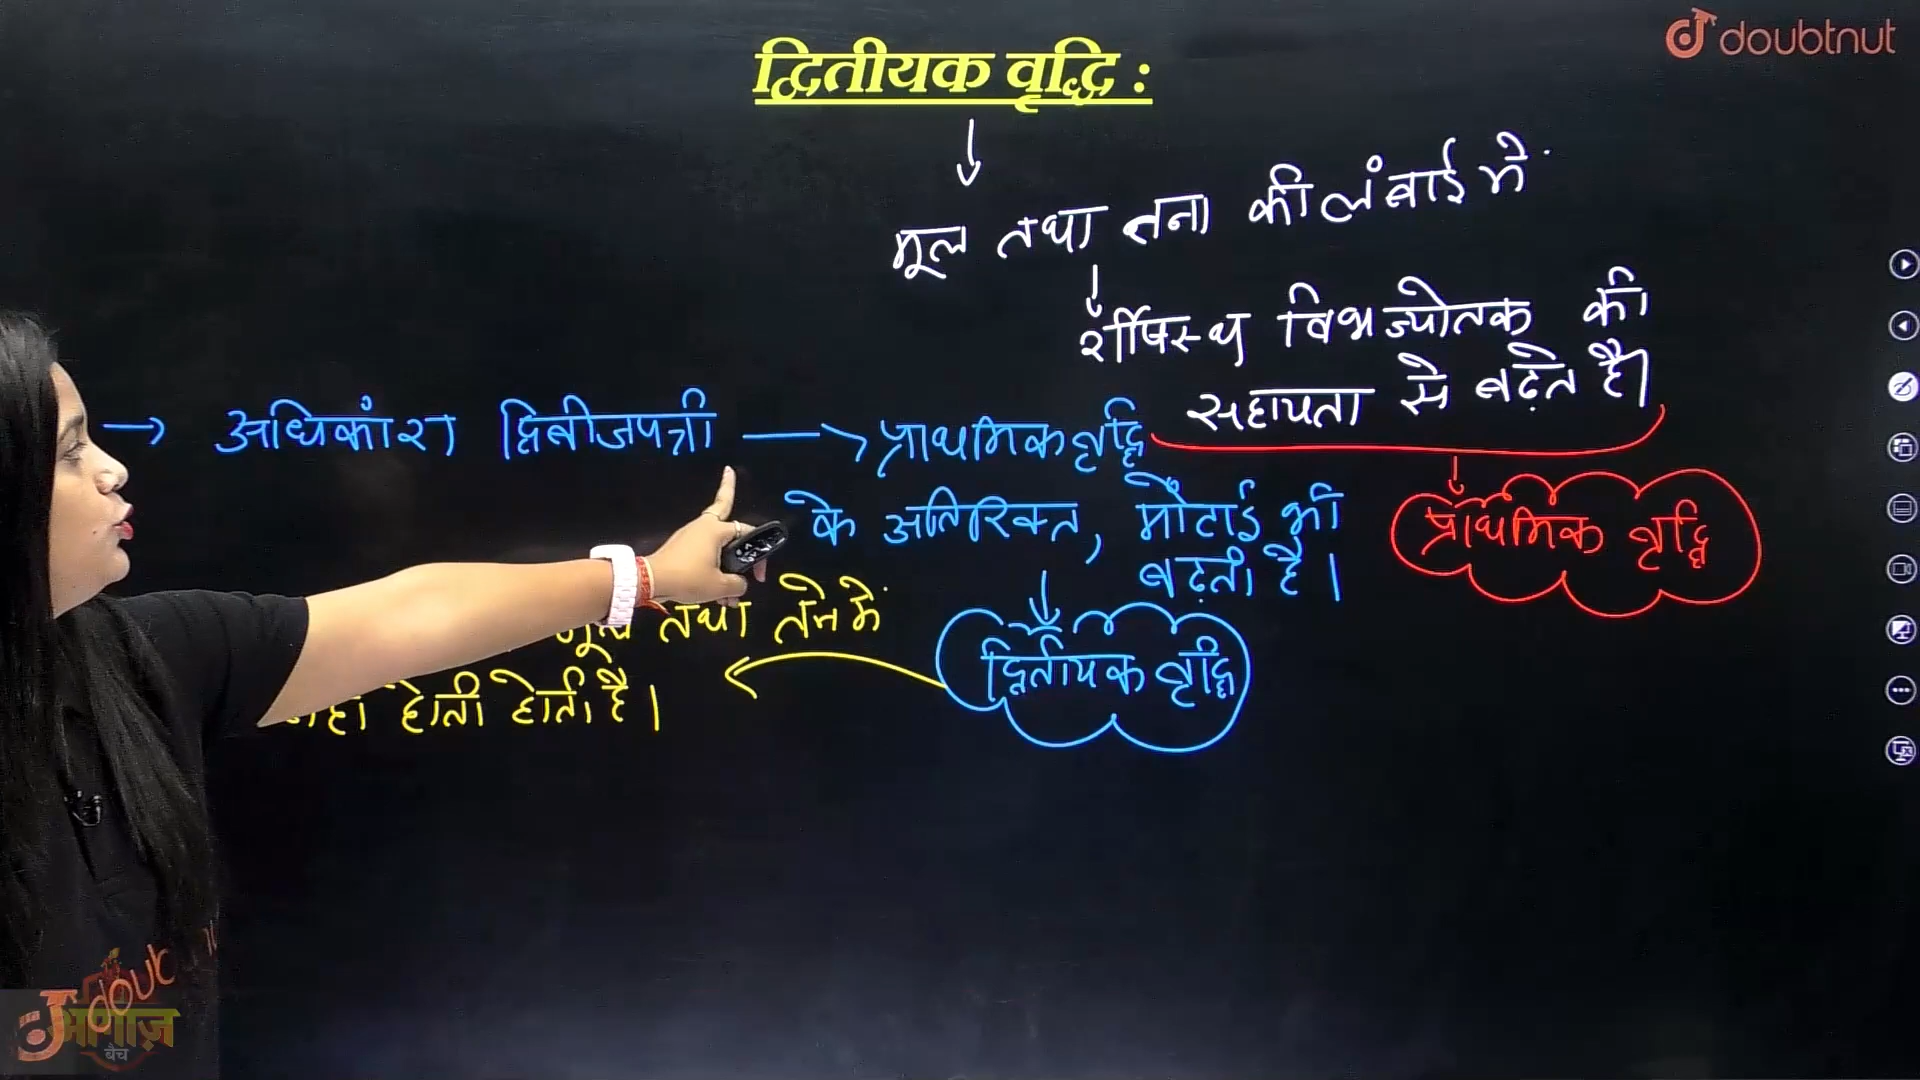 doubtnut
द्वितीयक वृद्धि :
मूल तथा तना की लंबाई में
शीर्षस्थ विभज्योतक की
सहायता से बढ़ते है।
→ अधिकांश द्विबीजपत्री → प्राथमिक वृद्धि
के अतिरिक्त, मोटाई भी
बढ़ती है।
प्राथमिक वृद्धि
द्वितीयक वृद्धि
तथा तने में
होती होती है।
आगाज़
बैच